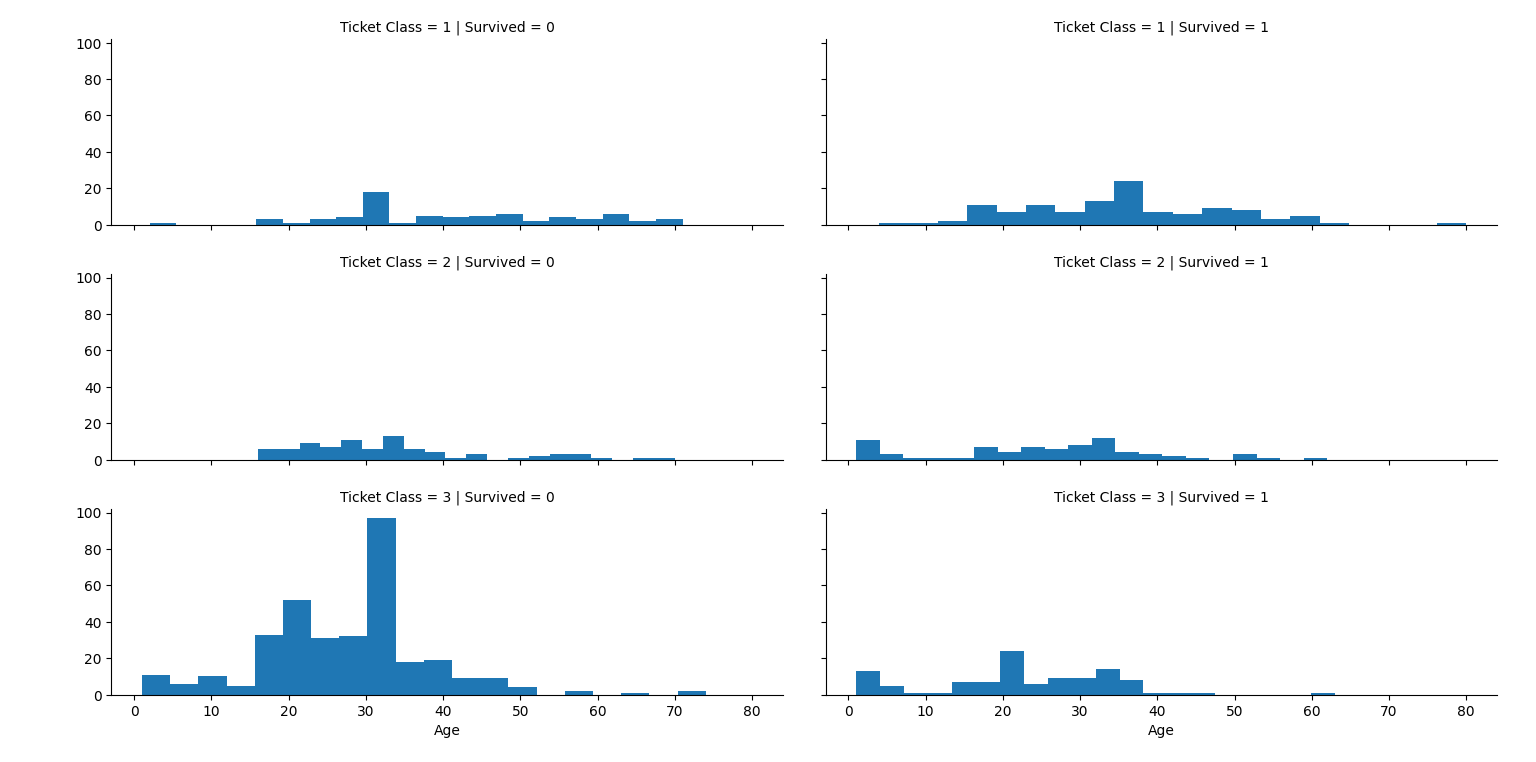 Ticket Class = 1 | Survived = 0
Ticket Class = 1 | Survived = 1
100
80
60
40
20
0
Ticket Class = 2 | Survived = 0
Ticket Class = 2 | Survived = 1
100
80
60
40
20
0
Ticket Class = 3 | Survived = 0
Ticket Class = 3 | Survived = 1
100
80
60
40
20
0
0 10 20 30 40 50 60 70 80
0 10 20 30 40 50 60 70 80
Age
Age